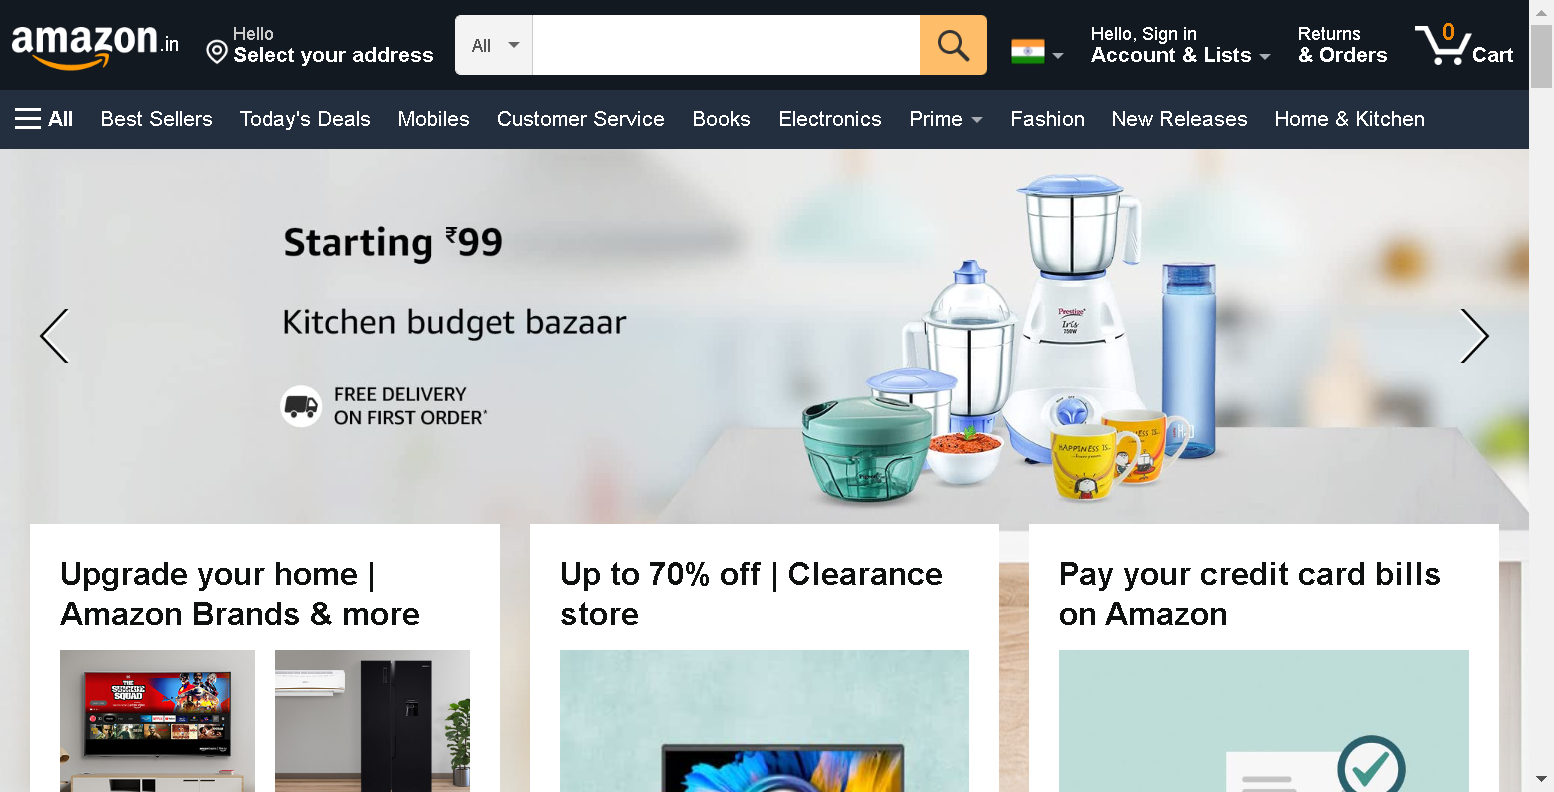 amazon.in
Hello
Select your address
All
Hello, Sign in
Account & Lists
Returns
& Orders
0
Cart
All
Best Sellers
Today's Deals
Mobiles
Customer Service
Books
Electronics
Prime
Fashion
New Releases
Home & Kitchen
Starting ₹99
Kitchen budget bazaar
FREE DELIVERY
ON FIRST ORDER*
Prestige
Iris
750W
HAPPINESS IS..
H2O
Upgrade your home |
Amazon Brands & more
Up to 70% off | Clearance
store
Pay your credit card bills
on Amazon
THE
SUICIDE
SQUAD